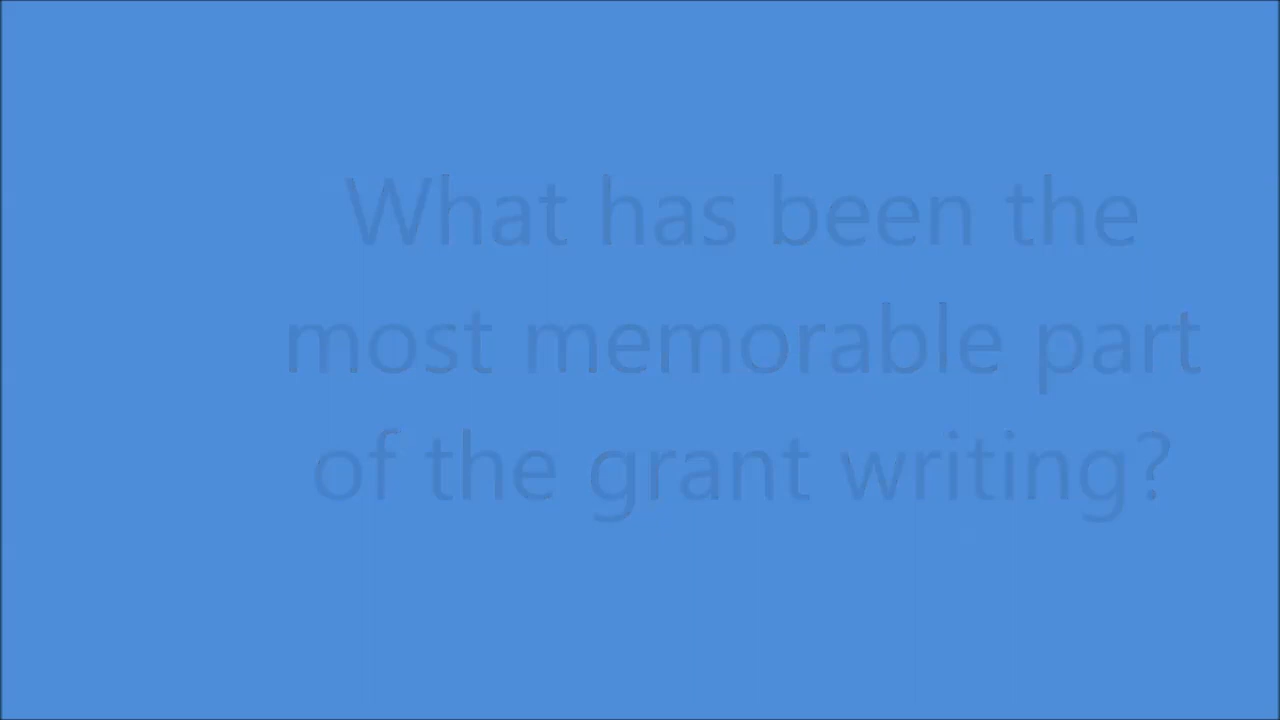 What has been the
most memorable part
of the grant writing?